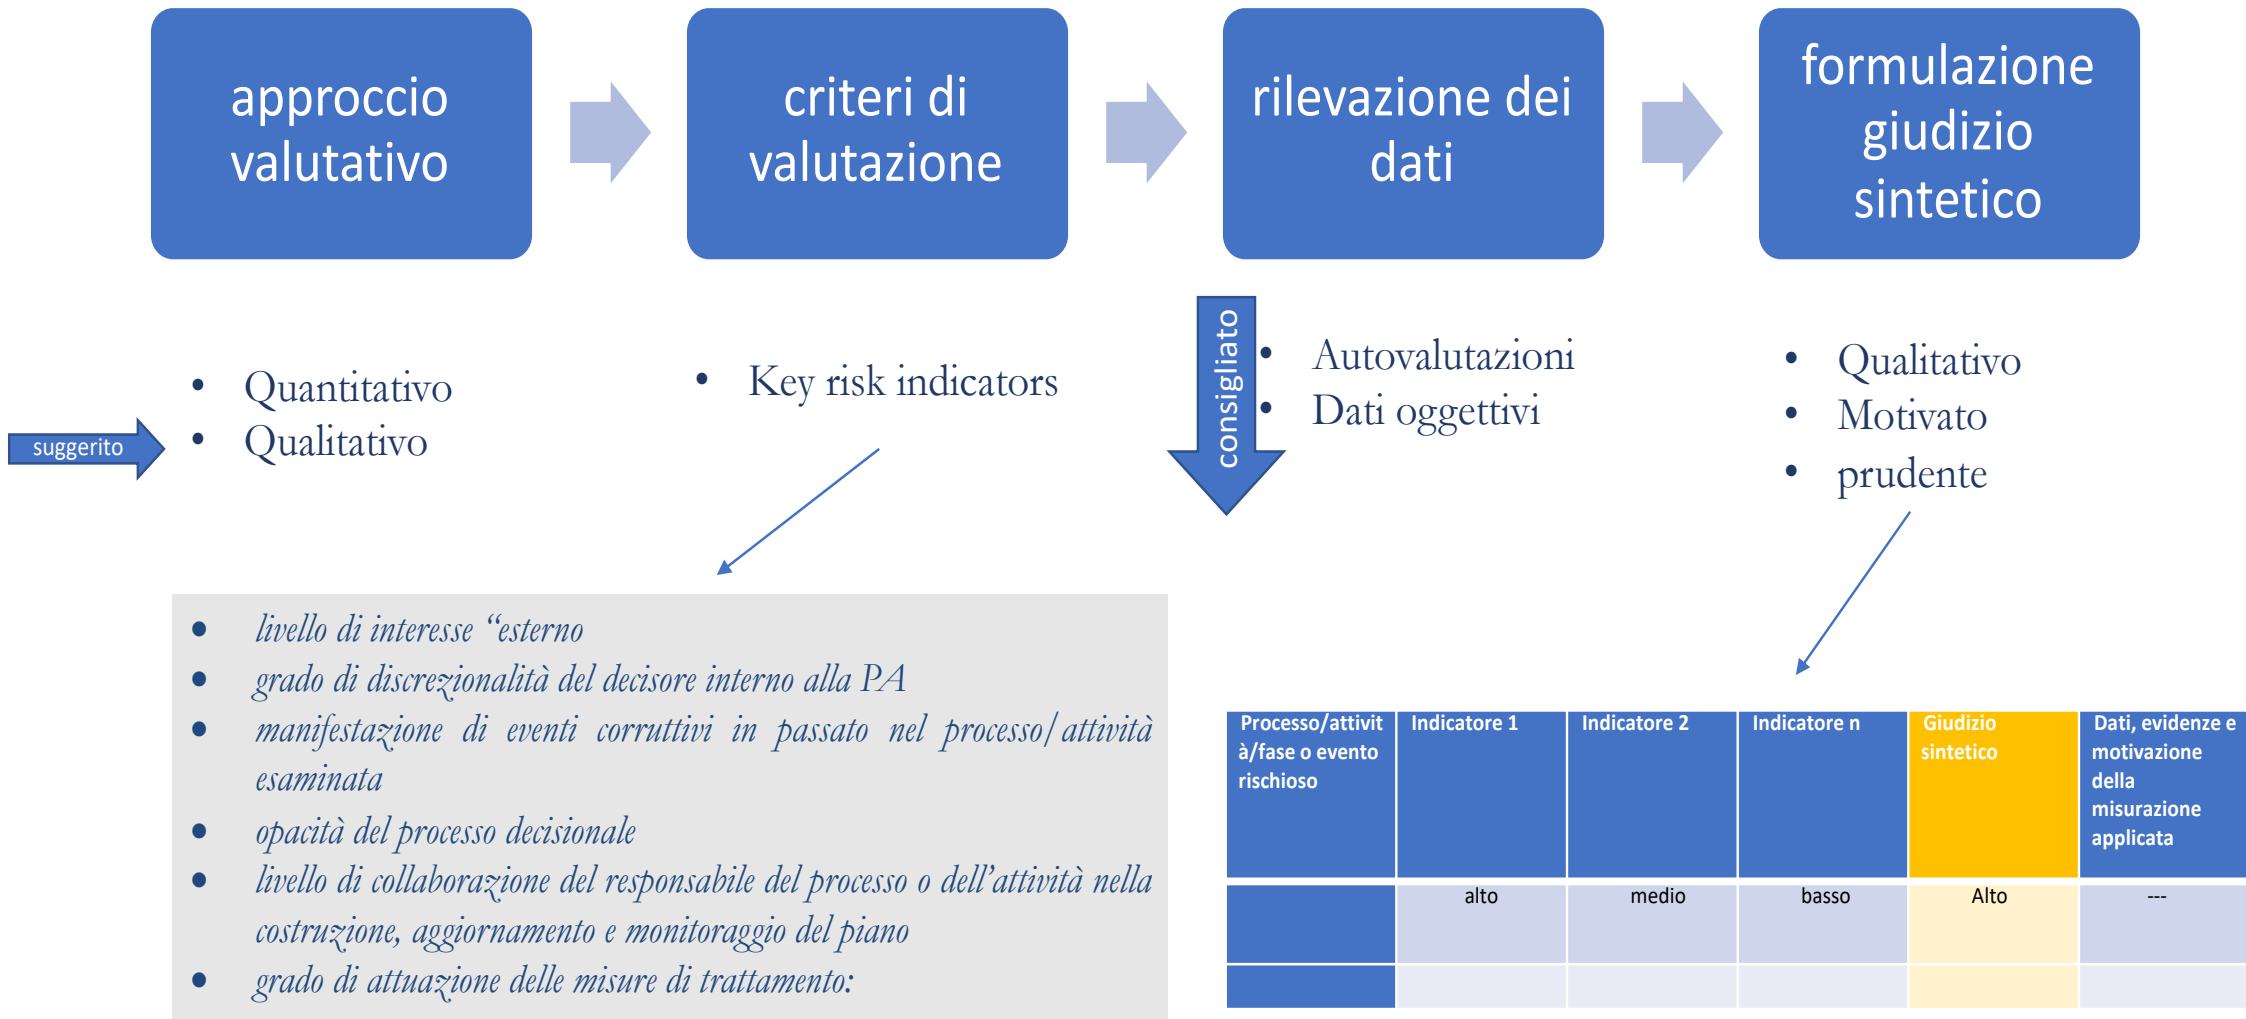 approccio
valutativo
criteri di
valutazione
rilevazione dei
dati
formulazione
giudizio
sintetico
suggerito
• Quantitativo
• Qualitativo
• Key risk indicators
consigliato
• Autovalutazioni
• Dati oggettivi
• Qualitativo
• Motivato
• prudente
• livello di interesse “esterno
• grado di discrezionalità del decisore interno alla PA
• manifestazione di eventi corruttivi in passato nel processo/attività
esaminata
• opacità del processo decisionale
• livello di collaborazione del responsabile del processo o dell’attività nella
costruzione, aggiornamento e monitoraggio del piano
• grado di attuazione delle misure di trattamento:
Processo/attivit
à/fase o evento
rischioso
Indicatore 1
Indicatore 2
Indicatore n
Giudizio
sintetico
Dati, evidenze e
motivazione
della
misurazione
applicata
alto
medio
basso
Alto
---